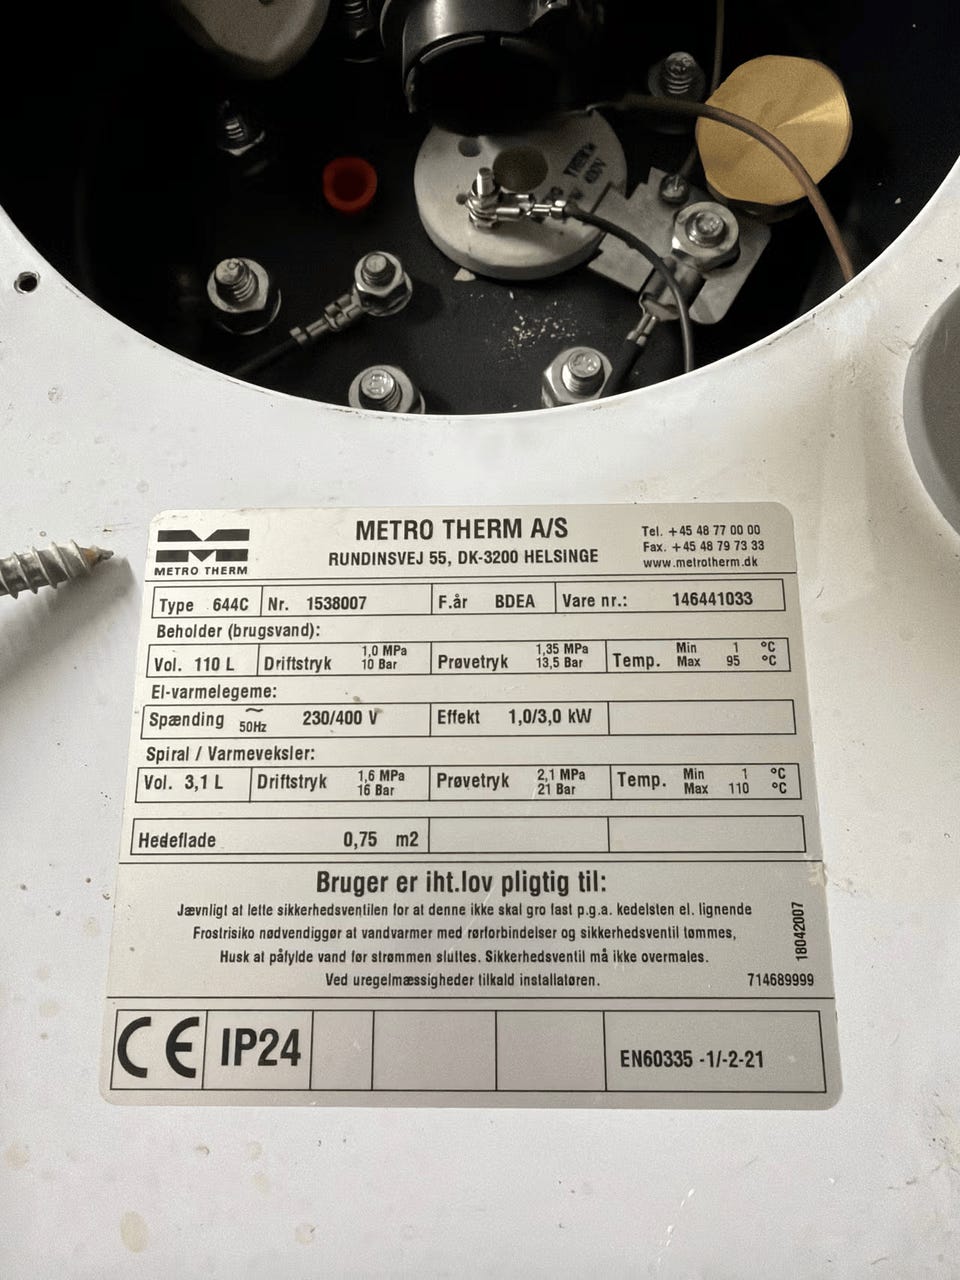 METRO THERM
METRO THERM A/S
RUNDINSVEJ 55, DK-3200 HELSINGE
Tel. +45 48 77 00 00
Fax. +45 48 79 73 33
www.metrotherm.dk
Type 644C Nr. 1538007 F.år BDEA Vare nr.: 146441033
Beholder (brugsvand):
Vol. 110 L Driftstryk 1,0 MPa 10 Bar Prøvetryk 1,35 MPa 13,5 Bar Temp. Min 1 °C Max 95 °C
El-varmelegeme:
Spænding ~ 50Hz 230/400 V Effekt 1,0/3,0 kW
Spiral / Varmeveksler:
Vol. 3,1 L Driftstryk 1,6 MPa 16 Bar Prøvetryk 2,1 MPa 21 Bar Temp. Min 1 °C Max 110 °C
Hedeflade 0,75 m2
Bruger er iht.lov pligtig til:
Jævnligt at lette sikkerhedsventilen for at denne ikke skal gro fast p.g.a. kedelsten el. lignende
Frostrisiko nødvendiggør at vandvarmer med rørforbindelser og sikkerhedsventil tømmes,
Husk at påfylde vand før strømmen sluttes. Sikkerhedsventil må ikke overmales.
Ved uregelmæssigheder tilkald installatøren.
18042007
714689999
CE IP24 EN60335 -1/-2-21